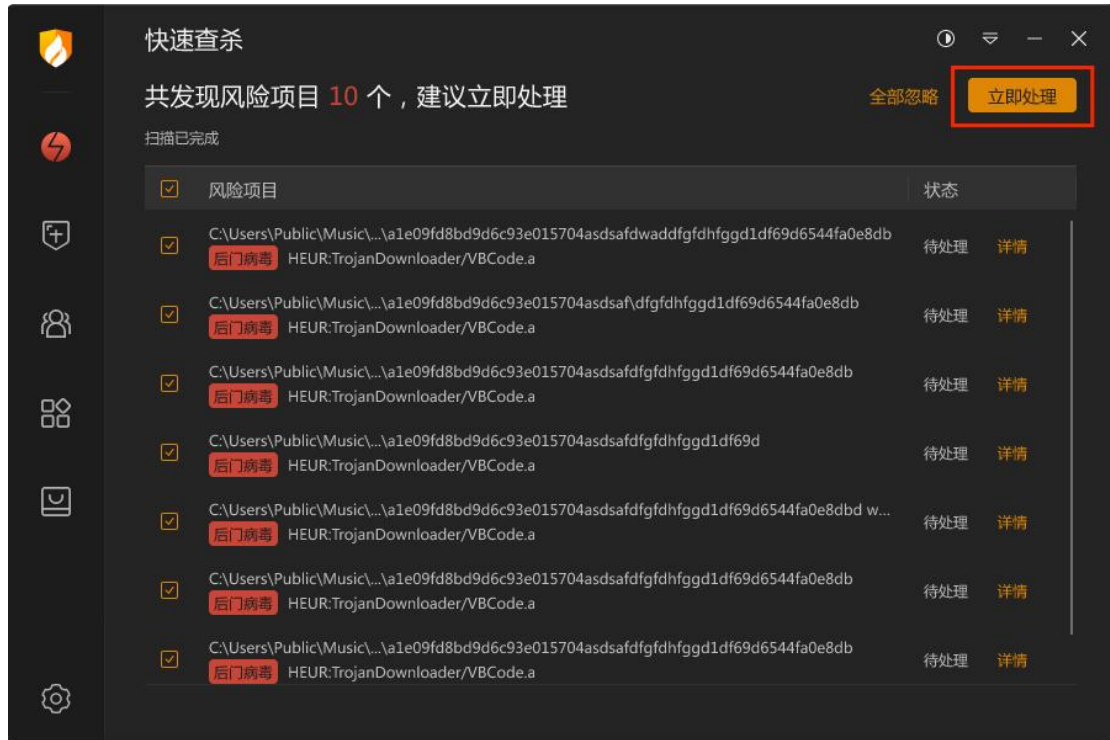 快速查杀
共发现风险项目 10 个，建议立即处理
全部忽略
立即处理
扫描已完成
风险项目 状态
C:\Users\Public\Music\...\a1e09fd8bd9d6c93e015704asdsafdwaddfgfdhfggd1df69d6544fa0e8db
后门病毒 HEUR:TrojanDownloader/VBCode.a
待处理 详情
C:\Users\Public\Music\...\a1e09fd8bd9d6c93e015704asdsaf\dfgfdhfggd1df69d6544fa0e8db
后门病毒 HEUR:TrojanDownloader/VBCode.a
待处理 详情
C:\Users\Public\Music\...\a1e09fd8bd9d6c93e015704asdsafdfgfdhfggd1df69d6544fa0e8db
后门病毒 HEUR:TrojanDownloader/VBCode.a
待处理 详情
C:\Users\Public\Music\...\a1e09fd8bd9d6c93e015704asdsafdfgfdhfggd1df69d
后门病毒 HEUR:TrojanDownloader/VBCode.a
待处理 详情
C:\Users\Public\Music\...\a1e09fd8bd9d6c93e015704asdsafdfgfdhfggd1df69d6544fa0e8dbd w...
后门病毒 HEUR:TrojanDownloader/VBCode.a
待处理 详情
C:\Users\Public\Music\...\a1e09fd8bd9d6c93e015704asdsafdfgfdhfggd1df69d6544fa0e8db
后门病毒 HEUR:TrojanDownloader/VBCode.a
待处理 详情
C:\Users\Public\Music\...\a1e09fd8bd9d6c93e015704asdsafdfgfdhfggd1df69d6544fa0e8db
后门病毒 HEUR:TrojanDownloader/VBCode.a
待处理 详情